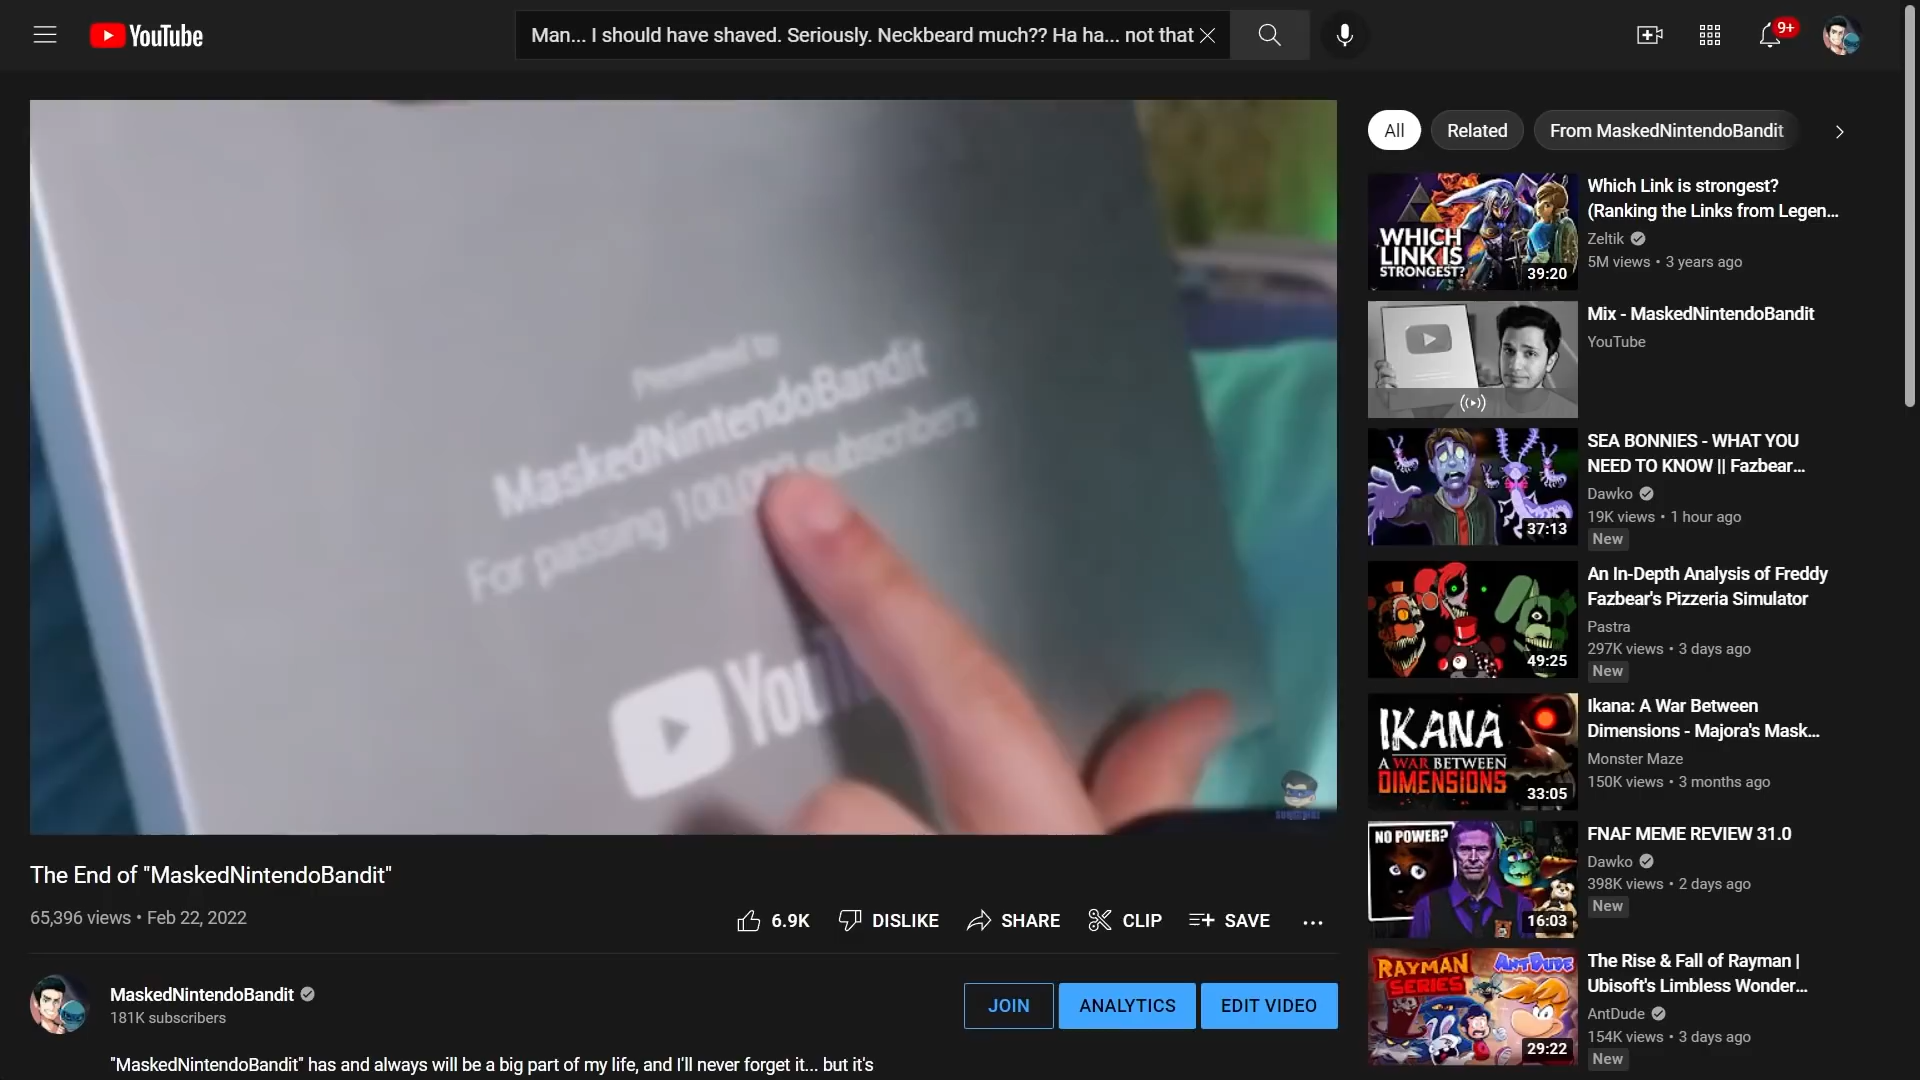 YouTube
Man... I should have shaved. Seriously. Neckbeard much?? Ha ha... not that
9+
Presented to
MaskedNintendoBandit
For passing 100,000 subscribers
The End of "MaskedNintendoBandit"
65,396 views • Feb 22, 2022
6.9K
DISLIKE
SHARE
CLIP
SAVE
MaskedNintendoBandit
181K subscribers
JOIN
ANALYTICS
EDIT VIDEO
"MaskedNintendoBandit" has and always will be a big part of my life, and I'll never forget it... but it's
All
Related
From MaskedNintendoBandit
WHICH
LINK IS
STRONGEST?
39:20
Which Link is strongest?
(Ranking the Links from Legen...
Zeltik
5M views • 3 years ago
Mix - MaskedNintendoBandit
YouTube
37:13
SEA BONNIES - WHAT YOU
NEED TO KNOW || Fazbear...
Dawko
19K views • 1 hour ago
New
49:25
An In-Depth Analysis of Freddy
Fazbear's Pizzeria Simulator
Pastra
297K views • 3 days ago
New
IKANA
A WAR BETWEEN
DIMENSIONS
33:05
Ikana: A War Between
Dimensions - Majora's Mask...
Monster Maze
150K views • 3 months ago
NO POWER?
16:03
FNAF MEME REVIEW 31.0
Dawko
398K views • 2 days ago
New
RAYMAN
SERIES
ANTDUDE
29:22
The Rise & Fall of Rayman |
Ubisoft's Limbless Wonder...
AntDude
154K views • 3 days ago
New